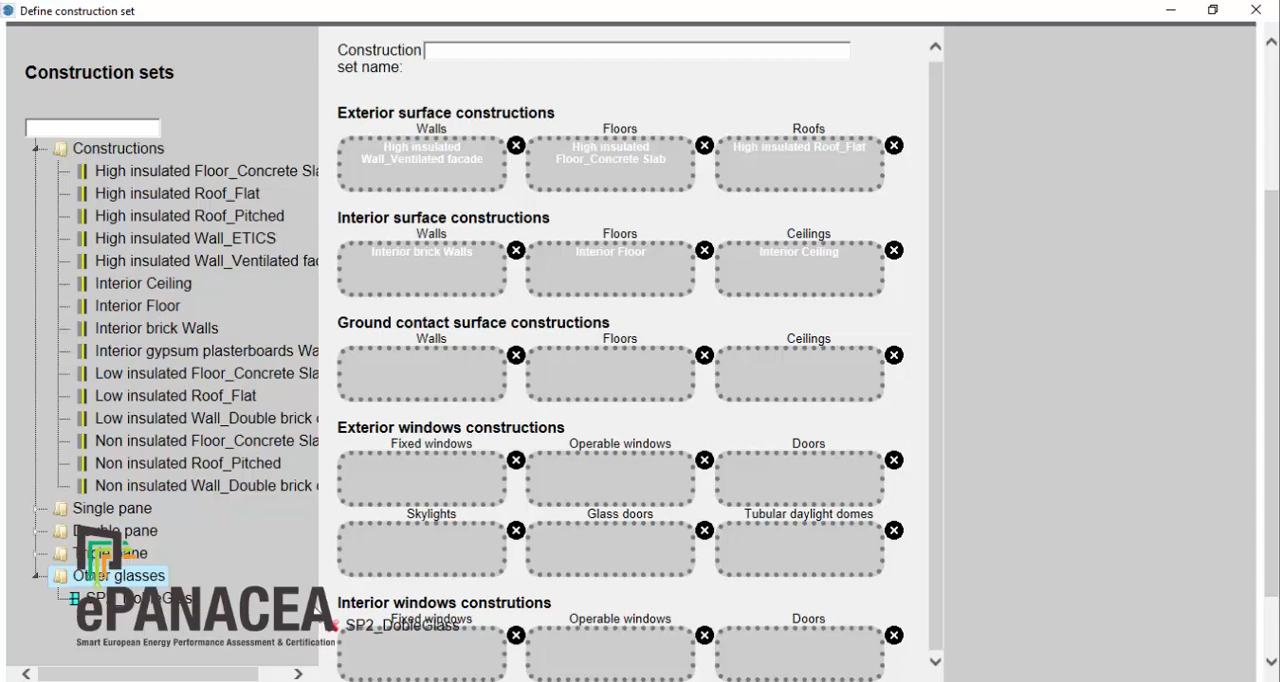 Define construction set
Construction sets
Constructions
High insulated Floor_Concrete Sla
High insulated Roof_Flat
High insulated Roof_Pitched
High insulated Wall_ETICS
High insulated Wall_Ventilated fac
Interior Ceiling
Interior Floor
Interior brick Walls
Interior gypsum plasterboards Wa
Low insulated Floor_Concrete Sla
Low insulated Roof_Flat
Low insulated Wall_Double brick c
Non insulated Floor_Concrete Sla
Non insulated Roof_Pitched
Non insulated Wall_Double brick c
Single pane
Double pane
Triple pane
Other glasses
SP2_DobleGlass
ePANACEA
Smart European Energy Performance Assessment & Certification
Construction
set name:
Exterior surface constructions
Walls Floors Roofs
High insulated
Wall_Ventilated facade
High insulated
Floor_Concrete Slab
High insulated Roof_Flat
Interior surface constructions
Walls Floors Ceilings
Interior brick Walls Interior Floor Interior Ceiling
Ground contact surface constructions
Walls Floors Ceilings
Exterior windows constructions
Fixed windows Operable windows Doors
Skylights Glass doors Tubular daylight domes
Interior windows construtions
Fixed windows Operable windows Doors
SP2_DobleGlass